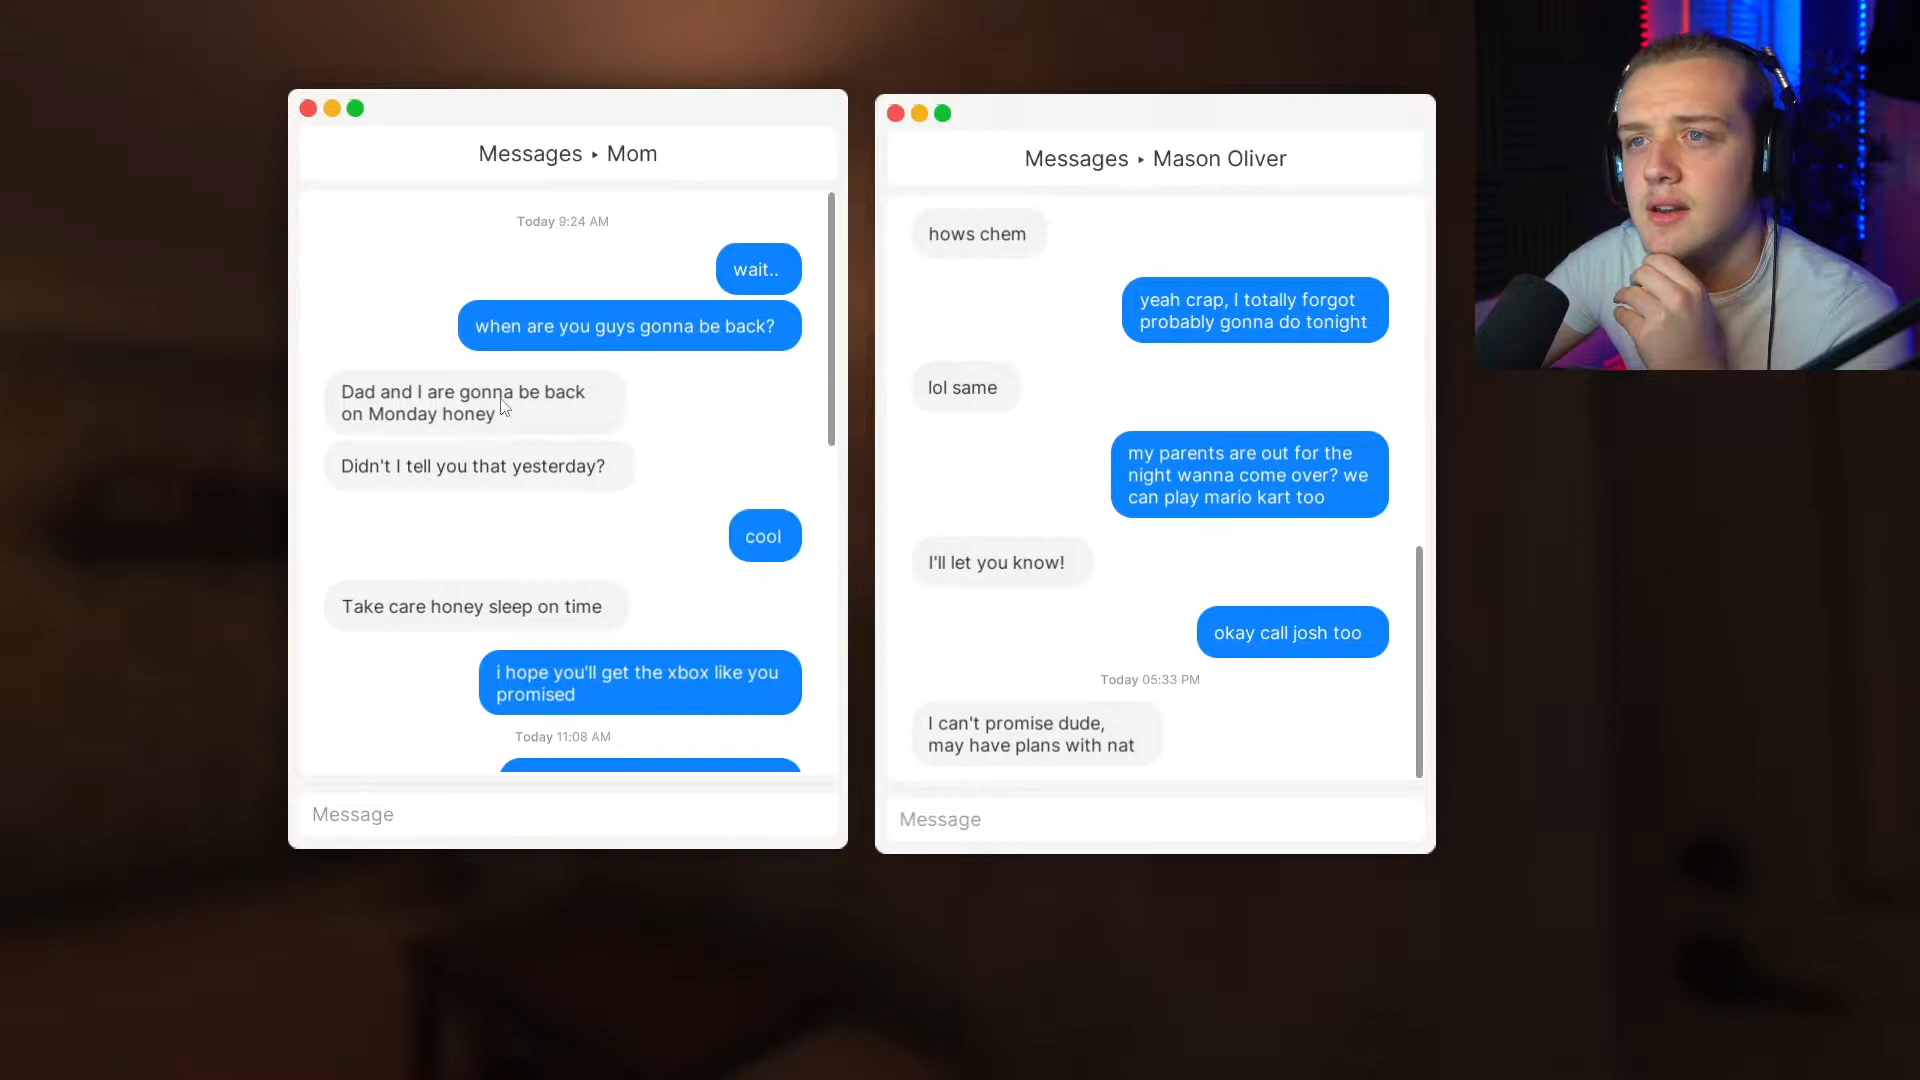 Messages ‣ Mom
Today 9:24 AM
wait..
when are you guys gonna be back?
Dad and I are gonna be back
on Monday honey
Didn't I tell you that yesterday?
cool
Take care honey sleep on time
i hope you'll get the xbox like you
promised
Today 11:08 AM
Message
Messages ‣ Mason Oliver
hows chem
yeah crap, I totally forgot
probably gonna do tonight
lol same
my parents are out for the
night wanna come over? we
can play mario kart too
I'll let you know!
okay call josh too
Today 05:33 PM
I can't promise dude,
may have plans with nat
Message